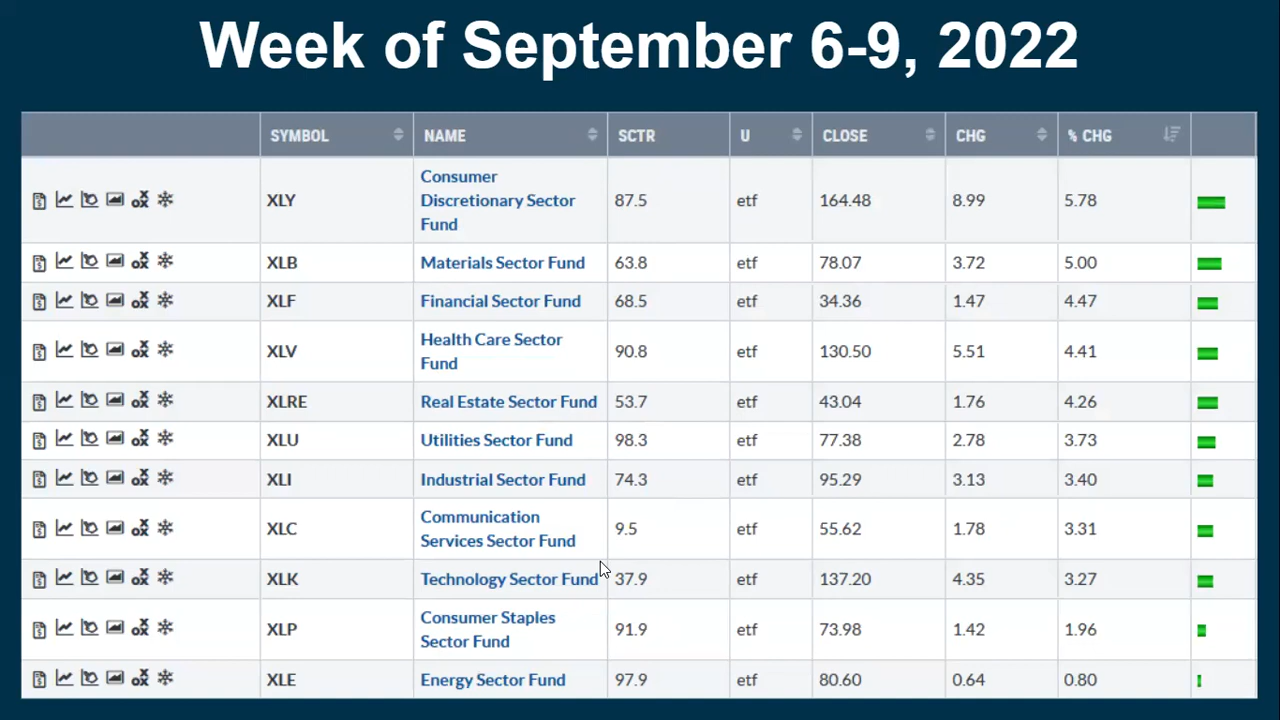 Week of September 6-9, 2022
SYMBOL NAME SCTR U CLOSE CHG % CHG
XLY Consumer Discretionary Sector Fund 87.5 etf 164.48 8.99 5.78
XLB Materials Sector Fund 63.8 etf 78.07 3.72 5.00
XLF Financial Sector Fund 68.5 etf 34.36 1.47 4.47
XLV Health Care Sector Fund 90.8 etf 130.50 5.51 4.41
XLRE Real Estate Sector Fund 53.7 etf 43.04 1.76 4.26
XLU Utilities Sector Fund 98.3 etf 77.38 2.78 3.73
XLI Industrial Sector Fund 74.3 etf 95.29 3.13 3.40
XLC Communication Services Sector Fund 9.5 etf 55.62 1.78 3.31
XLK Technology Sector Fund 37.9 etf 137.20 4.35 3.27
XLP Consumer Staples Sector Fund 91.9 etf 73.98 1.42 1.96
XLE Energy Sector Fund 97.9 etf 80.60 0.64 0.80